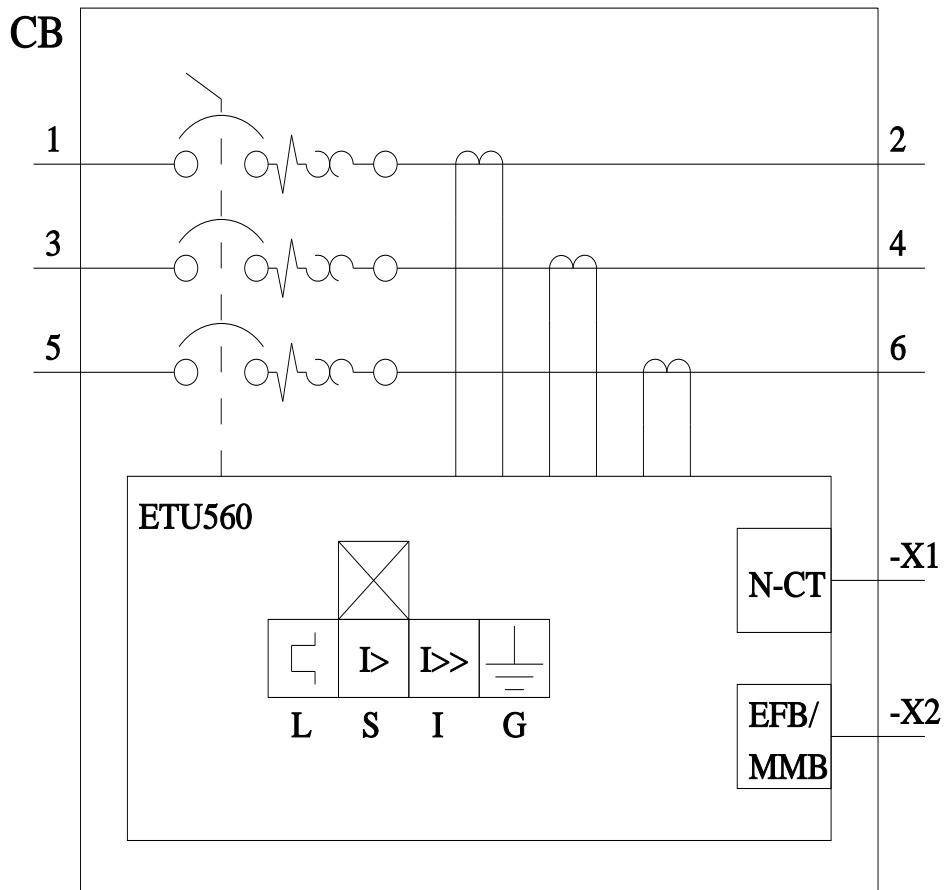 CB
1 2
3 4
5 6
ETU560
N-CT -X1
I> I>>
L S I G
EFB/ -X2
MMB